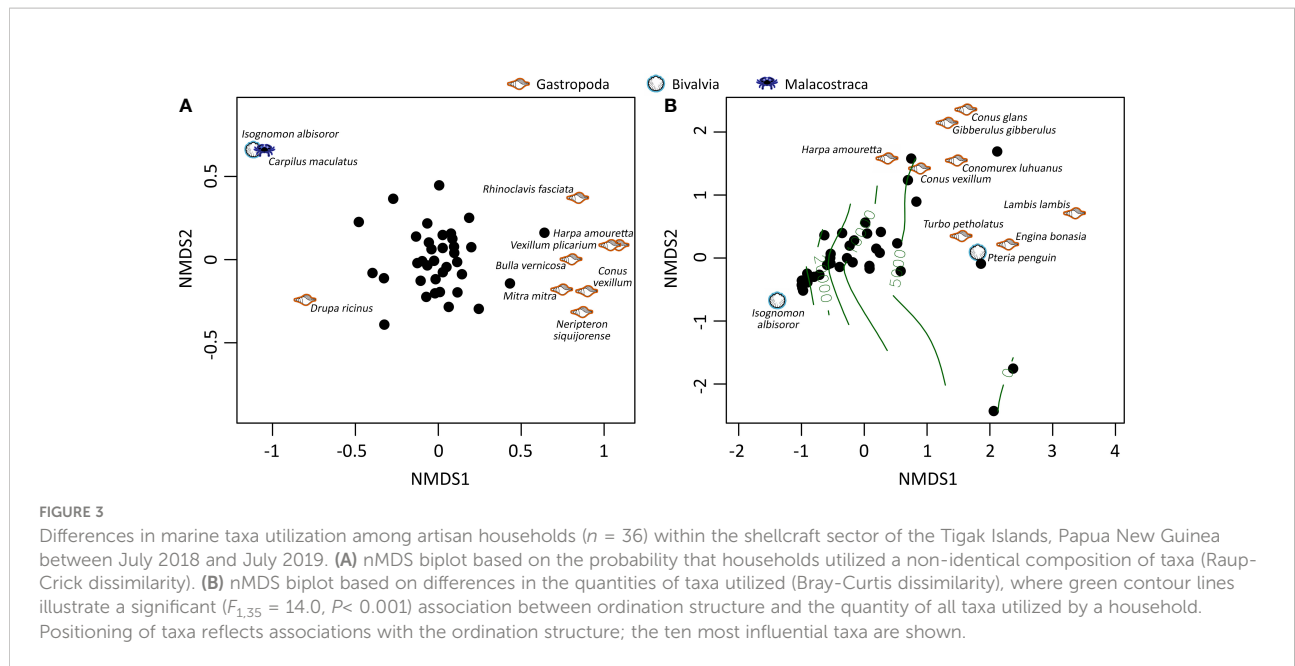 Gastropoda Bivalvia Malacostraca
A
Isognomon albisoror
Carpilus maculatus
Rhinoclavis fasciata
Harpa amouretta
Vexillum plicarium
Bulla vernicosa
Conus
vexillum
Mitra mitra
Drupa ricinus
Neripteron
siquijorense
0.5
0
-0.5
NMDS2
-1 -0.5 0 0.5 1
NMDS1
B
Conus glans
Gibberulus gibberulus
Harpa amouretta
Conomurex luhuanus
Conus vexillum
Lambis lambis
Turbo petholatus
Engina bonasia
Pteria penguin
Isognomon
albisoror
5000
0
2
1
0
-1
-2
NMDS2
-2 -1 0 1 2 3 4
NMDS1
FIGURE 3
Differences in marine taxa utilization among artisan households (n = 36) within the shellcraft sector of the Tigak Islands, Papua New Guinea
between July 2018 and July 2019. (A) nMDS biplot based on the probability that households utilized a non-identical composition of taxa (Raup-
Crick dissimilarity). (B) nMDS biplot based on differences in the quantities of taxa utilized (Bray-Curtis dissimilarity), where green contour lines
illustrate a significant (F1,35 = 14.0, P< 0.001) association between ordination structure and the quantity of all taxa utilized by a household.
Positioning of taxa reflects associations with the ordination structure; the ten most influential taxa are shown.